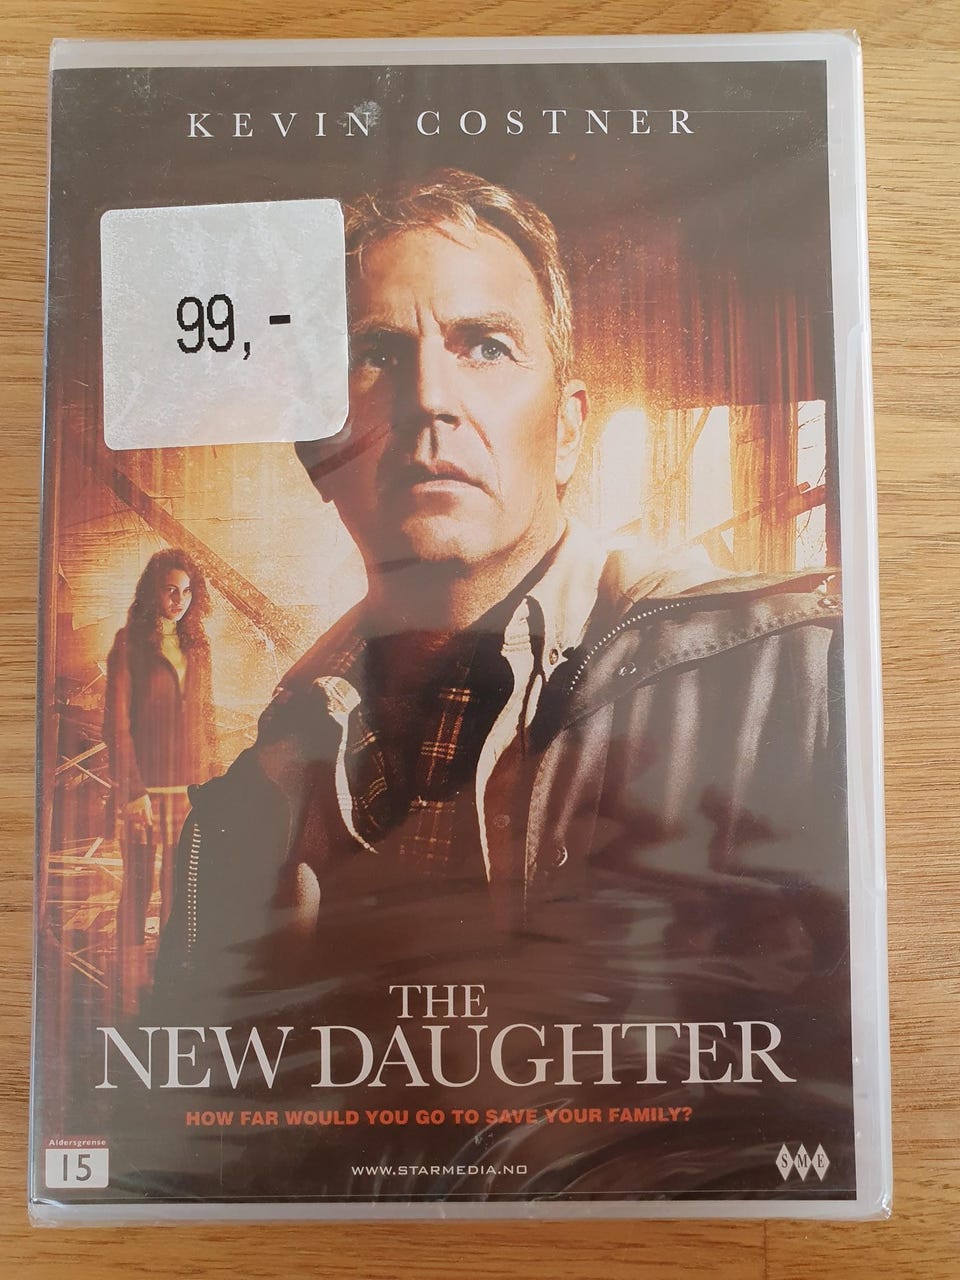 KEVIN COSTNER
99,-
THE
NEW DAUGHTER
HOW FAR WOULD YOU GO TO SAVE YOUR FAMILY?
Aldersgrense
15
WWW.STARMEDIA.NO
SME